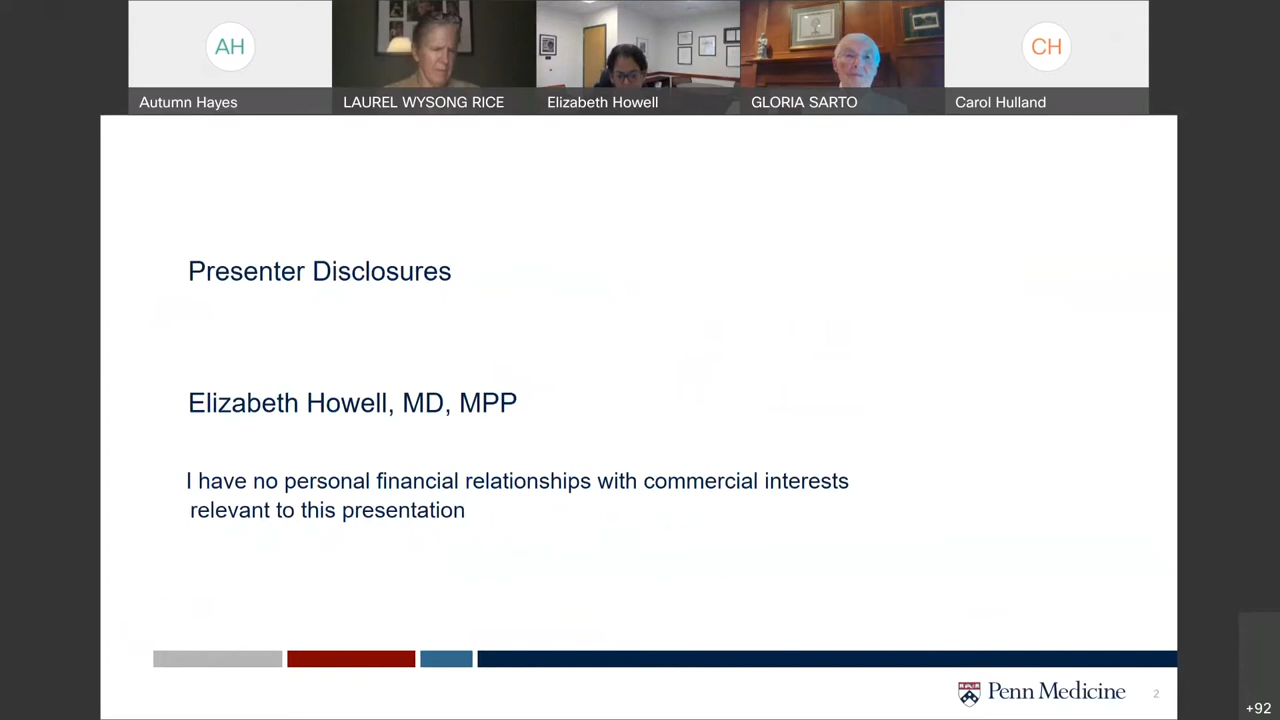 AH
CH
Autumn Hayes
LAUREL WYSONG RICE
Elizabeth Howell
GLORIA SARTO
Carol Hulland
Presenter Disclosures
Elizabeth Howell, MD, MPP
I have no personal financial relationships with commercial interests
relevant to this presentation
Penn Medicine
2
+92